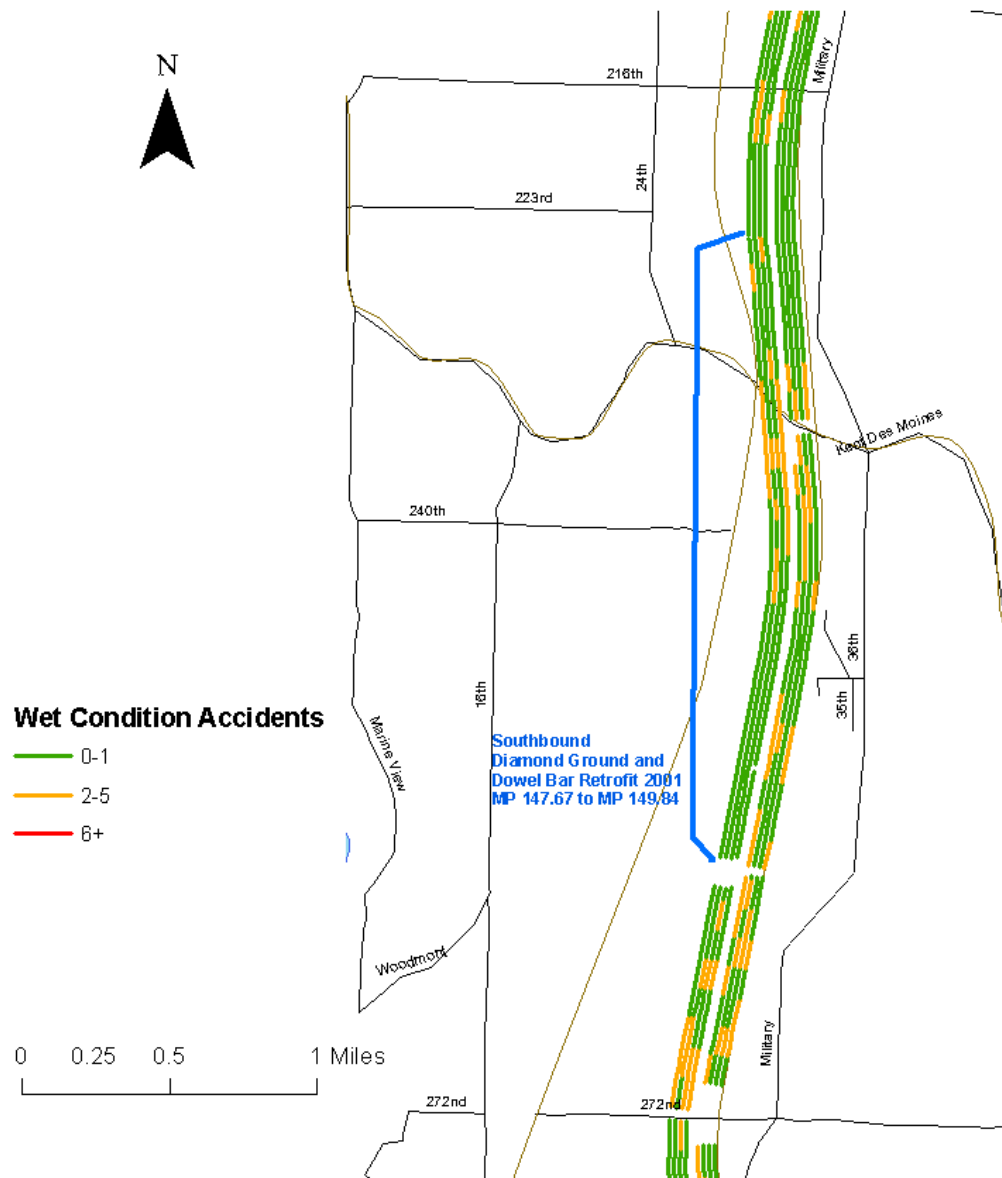 N
216th
Military
24th
223rd
Kent Des Moines
240th
36th
35th
16th
Marine View
Wet Condition Accidents
0-1
2-5
6+
Southbound
Diamond Ground and
Dowel Bar Retrofit 2001
MP 147.67 to MP 149.84
Woodmont
Military
0 0.25 0.5 1 Miles
272nd
272nd